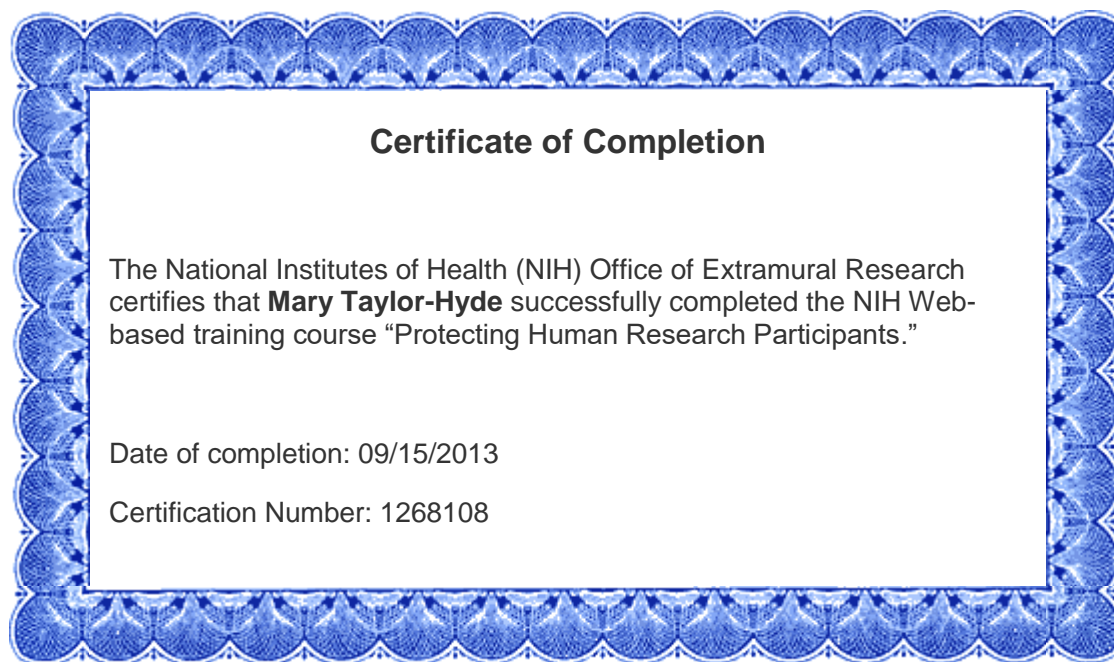 Certificate of Completion
The National Institutes of Health (NIH) Office of Extramural Research
certifies that Mary Taylor-Hyde successfully completed the NIH Web-
based training course “Protecting Human Research Participants.”
Date of completion: 09/15/2013
Certification Number: 1268108